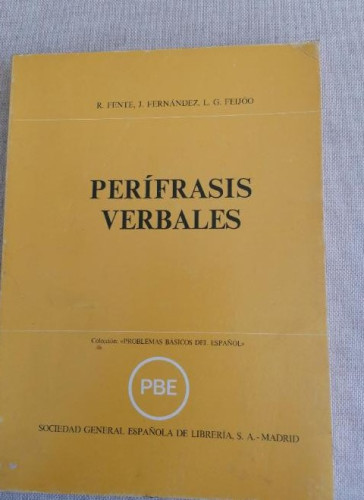 R. FENTE, J. FERNÁNDEZ, L. G. FEIJÓO
PERÍFRASIS
VERBALES
Colección: «PROBLEMAS BÁSICOS DEL ESPAÑOL»
PBE
SOCIEDAD GENERAL ESPAÑOLA DE LIBRERÍA, S. A.-MADRID